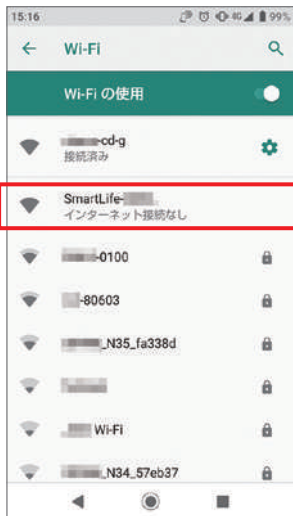 15:16
4G 99%
Wi-Fi
Wi-Fi の使用
-cd-g
接続済み
SmartLife-
インターネット接続なし
-0100
-80603
_N35_fa338d
Wi-Fi
_N34_57eb37